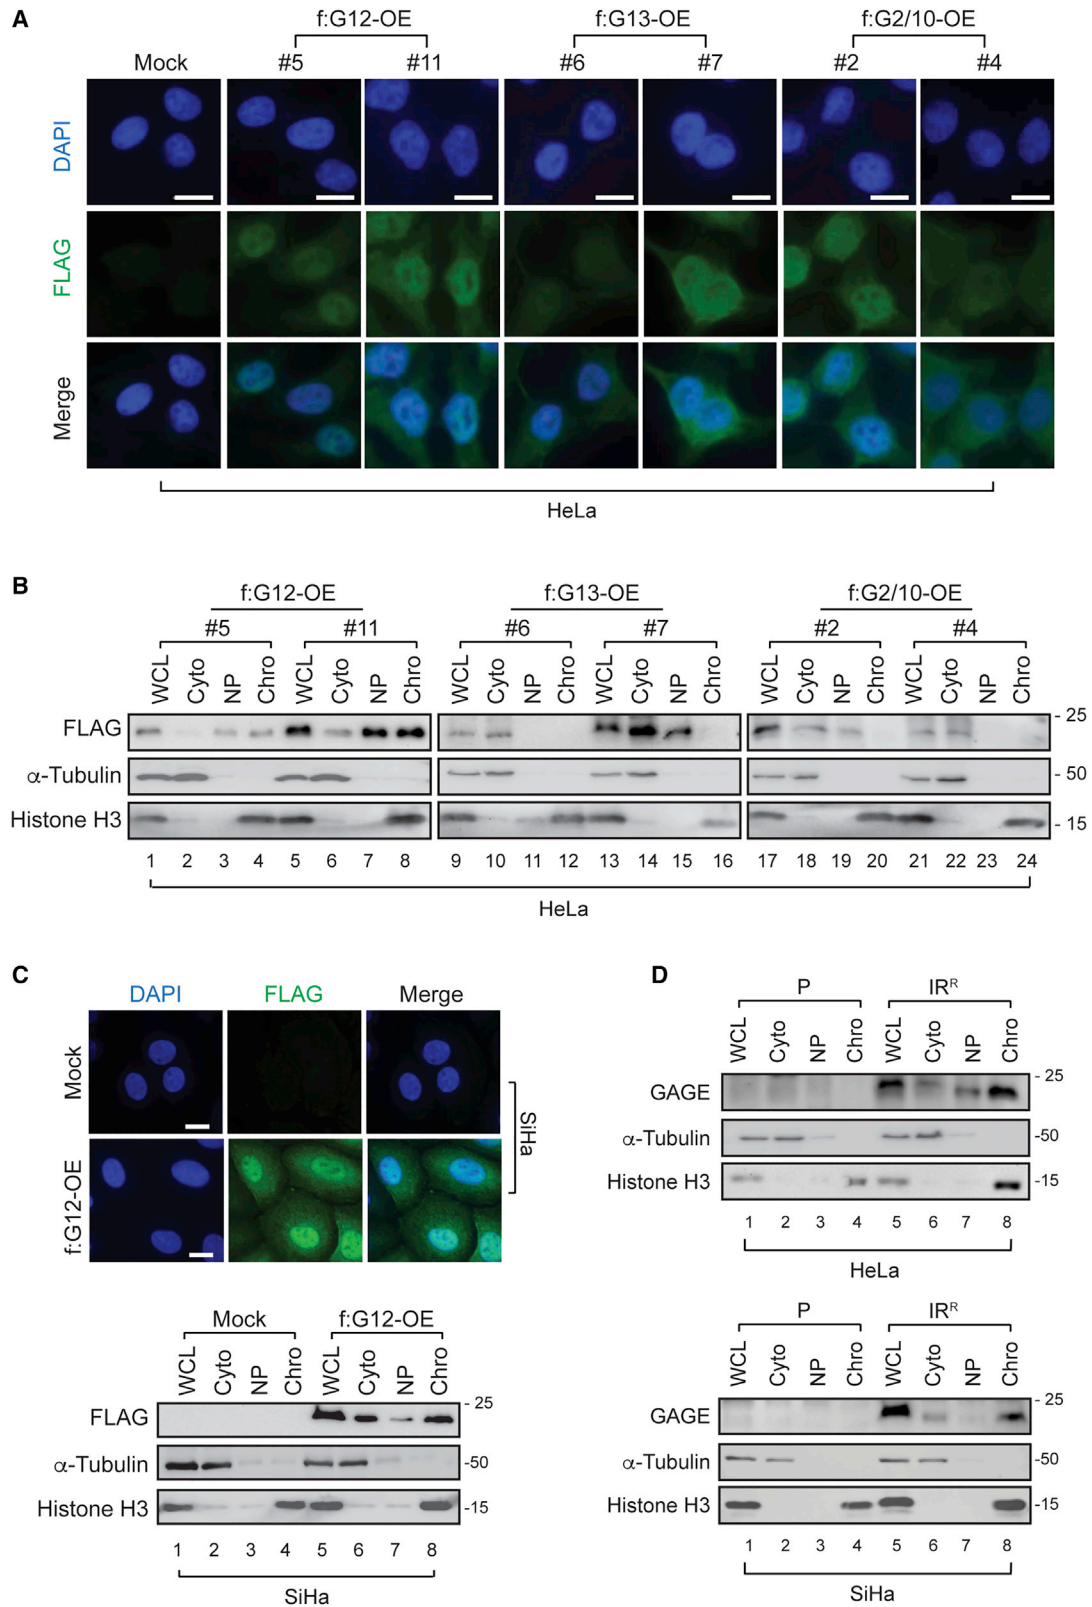 A
f:G12-OE f:G13-OE f:G2/10-OE
Mock #5 #11 #6 #7 #2 #4
DAPI
FLAG
Merge
HeLa
B
f:G12-OE f:G13-OE f:G2/10-OE
#5 #11 #6 #7 #2 #4
WCL Cyto NP Chro WCL Cyto NP Chro WCL Cyto NP Chro WCL Cyto NP Chro WCL Cyto NP Chro WCL Cyto NP Chro
FLAG - 25
α-Tubulin - 50
Histone H3 - 15
1 2 3 4 5 6 7 8 9 10 11 12 13 14 15 16 17 18 19 20 21 22 23 24
HeLa
C
DAPI FLAG Merge
Mock
f:G12-OE
SiHa
Mock f:G12-OE
WCL Cyto NP Chro WCL Cyto NP Chro
FLAG - 25
α-Tubulin -50
Histone H3 -15
1 2 3 4 5 6 7 8
SiHa
D
P IRᴿ
WCL Cyto NP Chro WCL Cyto NP Chro
GAGE - 25
α-Tubulin -50
Histone H3 -15
1 2 3 4 5 6 7 8
HeLa
P IRᴿ
WCL Cyto NP Chro WCL Cyto NP Chro
GAGE - 25
α-Tubulin -50
Histone H3 -15
1 2 3 4 5 6 7 8
SiHa